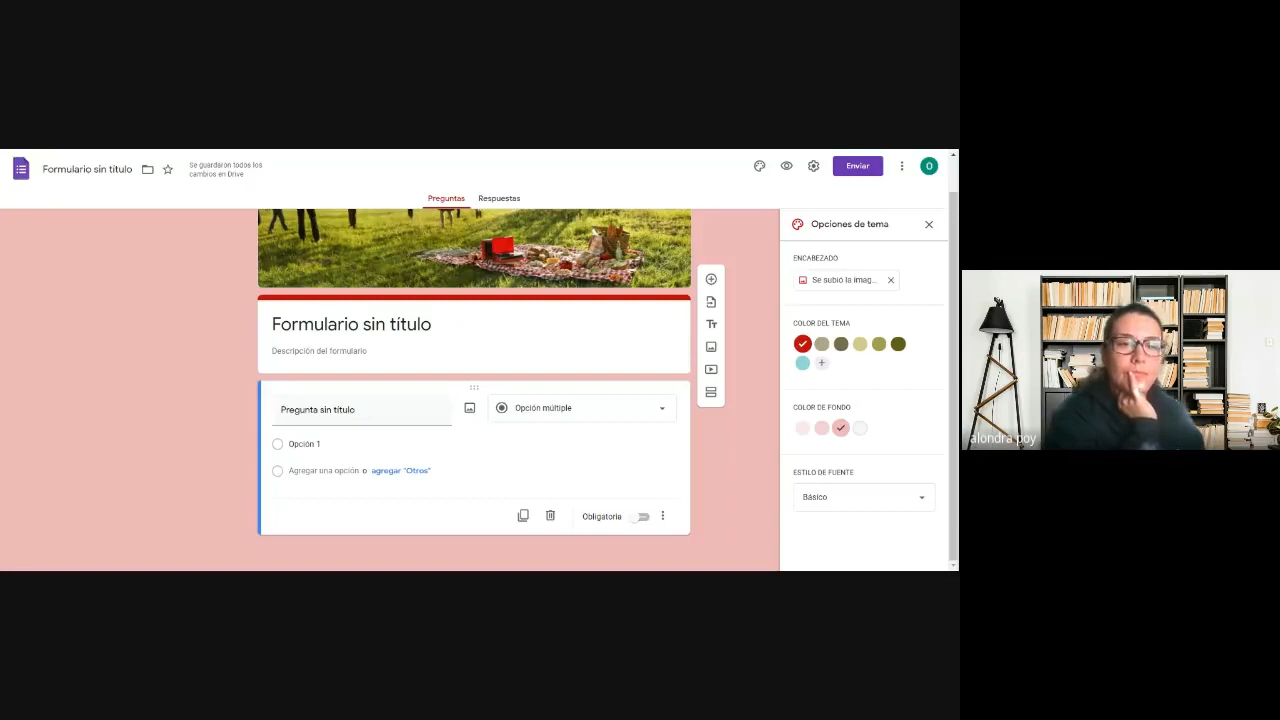 Formulario sin título
Se guardaron todos los
cambios en Drive
Enviar
O
Preguntas
Respuestas
Opciones de tema
ENCABEZADO
Se subió la imag...
COLOR DEL TEMA
COLOR DE FONDO
ESTILO DE FUENTE
Básico
Formulario sin título
Descripción del formulario
Pregunta sin título
Opción múltiple
Opción 1
Agregar una opción o agregar "Otros"
Obligatoria
Tт
alondra poy